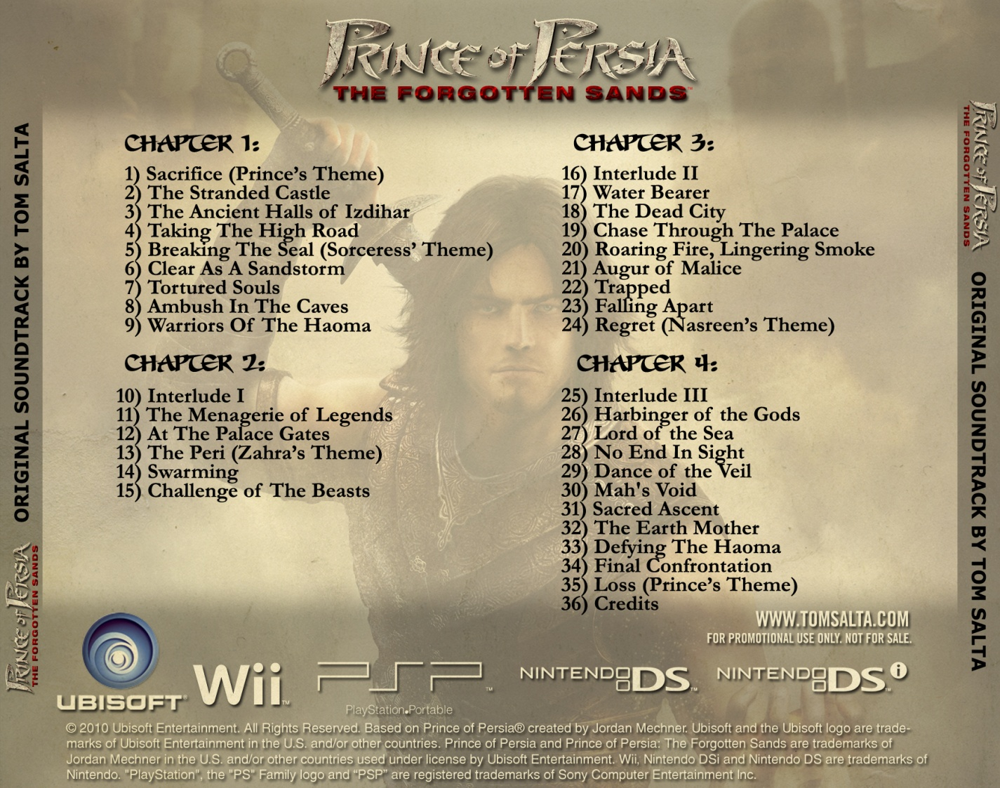 PRINCE OF PERSIA
THE FORGOTTEN SANDS™
ORIGINAL SOUNDTRACK BY TOM SALTA
PRINCE OF PERSIA
THE FORGOTTEN SANDS
CHAPTER 1:
1) Sacrifice (Prince's Theme)
2) The Stranded Castle
3) The Ancient Halls of Izdihar
4) Taking The High Road
5) Breaking The Seal (Sorceress' Theme)
6) Clear As A Sandstorm
7) Tortured Souls
8) Ambush In The Caves
9) Warriors Of The Haoma
CHAPTER 2:
10) Interlude I
11) The Menagerie of Legends
12) At The Palace Gates
13) The Peri (Zahra's Theme)
14) Swarming
15) Challenge of The Beasts
CHAPTER 3:
16) Interlude II
17) Water Bearer
18) The Dead City
19) Chase Through The Palace
20) Roaring Fire, Lingering Smoke
21) Augur of Malice
22) Trapped
23) Falling Apart
24) Regret (Nasreen's Theme)
CHAPTER 4:
25) Interlude III
26) Harbinger of the Gods
27) Lord of the Sea
28) No End In Sight
29) Dance of the Veil
30) Mah's Void
31) Sacred Ascent
32) The Earth Mother
33) Defying The Haoma
34) Final Confrontation
35) Loss (Prince's Theme)
36) Credits
PRINCE OF PERSIA
THE FORGOTTEN SANDS
ORIGINAL SOUNDTRACK BY TOM SALTA
WWW.TOMSALTA.COM
FOR PROMOTIONAL USE ONLY. NOT FOR SALE.
UBISOFT®
Wii™
PSP™
PlayStation•Portable
NINTENDO DS™
NINTENDO DSi™
© 2010 Ubisoft Entertainment. All Rights Reserved. Based on Prince of Persia® created by Jordan Mechner. Ubisoft and the Ubisoft logo are trade-
marks of Ubisoft Entertainment in the U.S. and/or other countries. Prince of Persia and Prince of Persia: The Forgotten Sands are trademarks of
Jordan Mechner in the U.S. and/or other countries used under license by Ubisoft Entertainment. Wii, Nintendo DSi and Nintendo DS are trademarks of
Nintendo. "PlayStation", the "PS" Family logo and “PSP” are registered trademarks of Sony Computer Entertainment Inc.